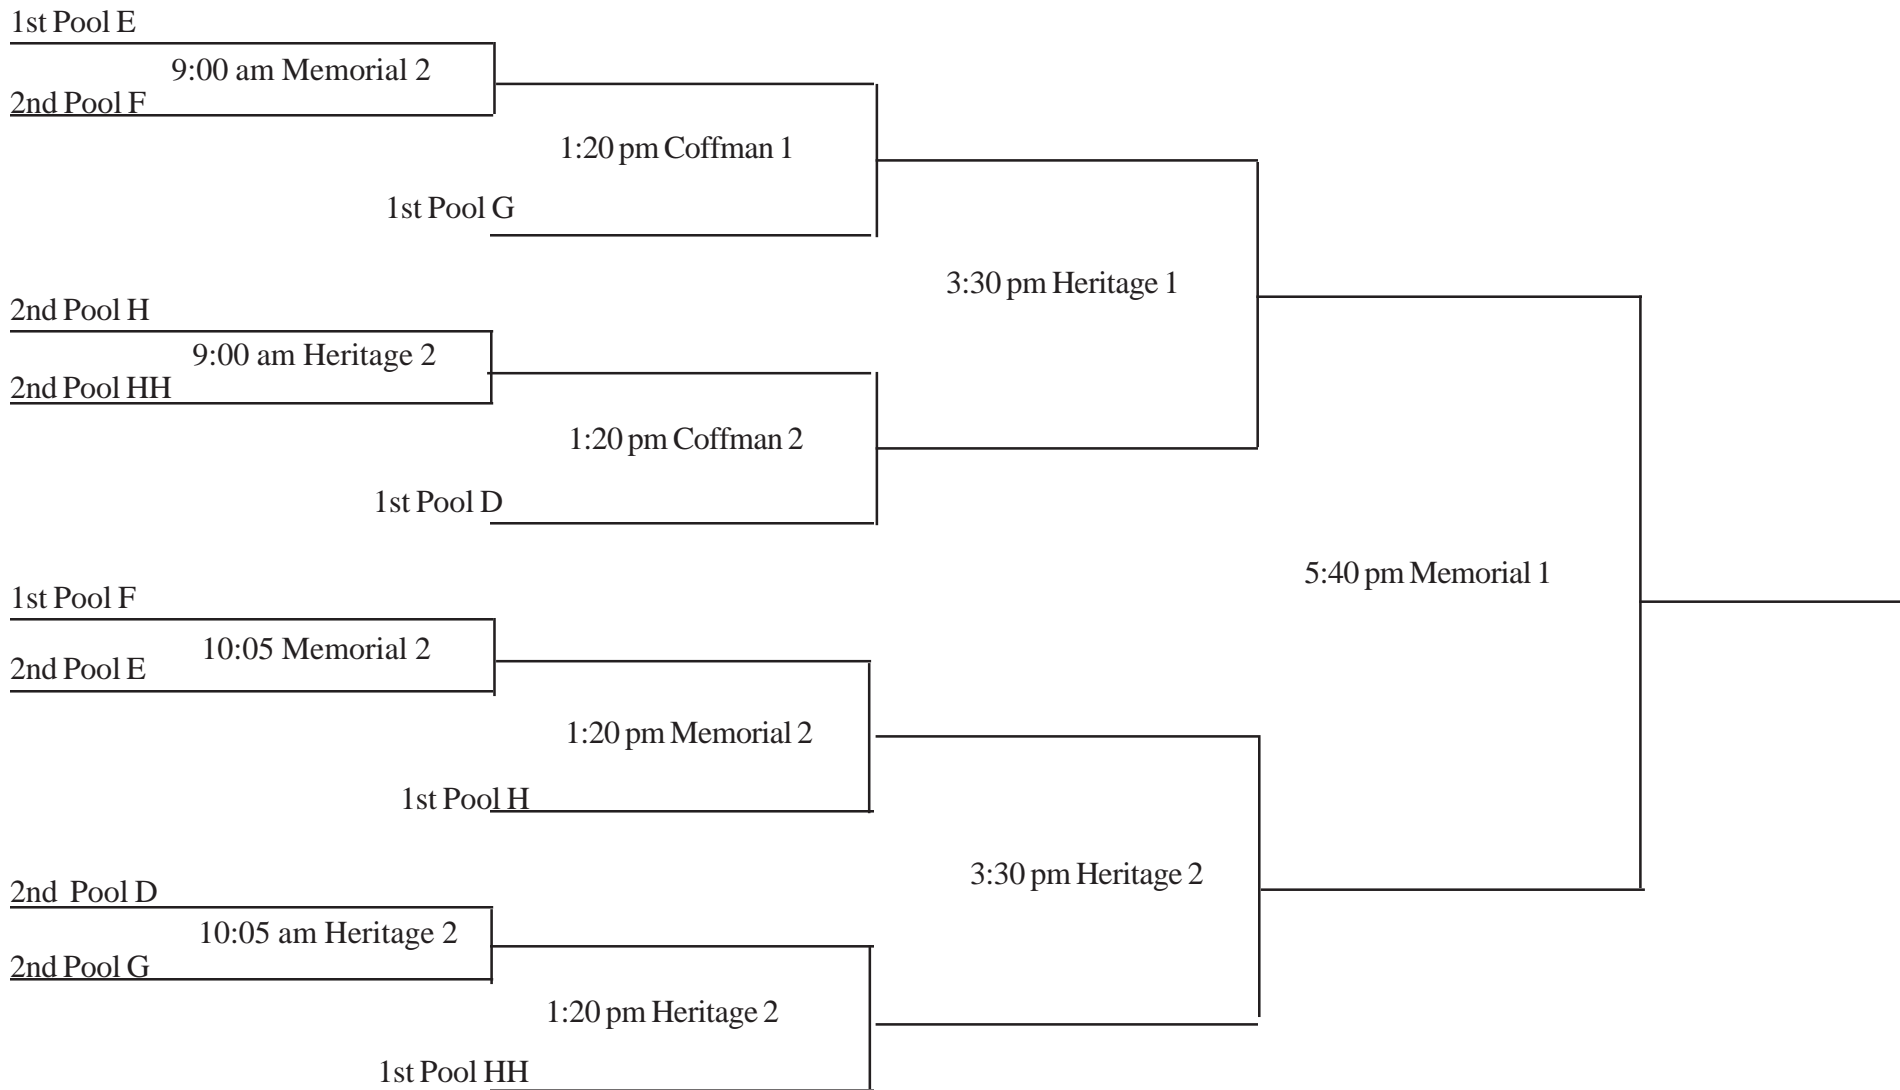 1st Pool E
9:00 am Memorial 2
2nd Pool F
1:20 pm Coffman 1
1st Pool G
3:30 pm Heritage 1
2nd Pool H
9:00 am Heritage 2
2nd Pool HH
1:20 pm Coffman 2
1st Pool D
5:40 pm Memorial 1
1st Pool F
10:05 Memorial 2
2nd Pool E
1:20 pm Memorial 2
1st Pool H
3:30 pm Heritage 2
2nd Pool D
10:05 am Heritage 2
2nd Pool G
1:20 pm Heritage 2
1st Pool HH